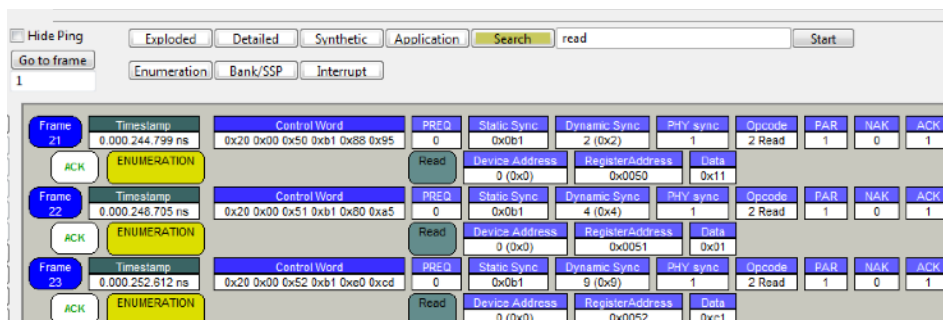 Hide Ping Exploded Detailed Synthetic Application Search read Start
Go to frame
1 Enumeration Bank/SSP Interrupt
Frame Timestamp Control Word PREQ Static Sync Dynamic Sync PHY sync Opcode PAR NAK ACK
21 0.000.244.799 ns 0x20 0x00 0x50 0xb1 0x88 0x95 0 0x0b1 2 (0x2) 1 2 Read 1 0 1
ACK ENUMERATION Read Device Address RegisterAddress Data
0 (0x0) 0x0050 0x11
Frame Timestamp Control Word PREQ Static Sync Dynamic Sync PHY sync Opcode PAR NAK ACK
22 0.000.248.705 ns 0x20 0x00 0x51 0xb1 0x80 0xa5 0 0x0b1 4 (0x4) 1 2 Read 1 0 1
ACK ENUMERATION Read Device Address RegisterAddress Data
0 (0x0) 0x0051 0x01
Frame Timestamp Control Word PREQ Static Sync Dynamic Sync PHY sync Opcode PAR NAK ACK
23 0.000.252.612 ns 0x20 0x00 0x52 0xb1 0xe0 0xcd 0 0x0b1 9 (0x9) 1 2 Read 1 0 1
ACK ENUMERATION Read Device Address RegisterAddress Data
0 (0x0) 0x0052 0xc1